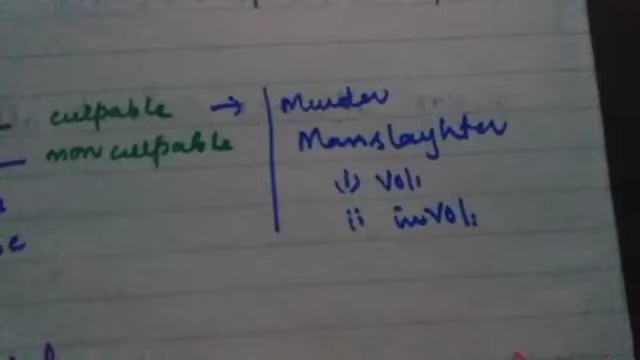 culpable → Murder
non culpable
Manslaughter
(i) Vol:
ii invol: